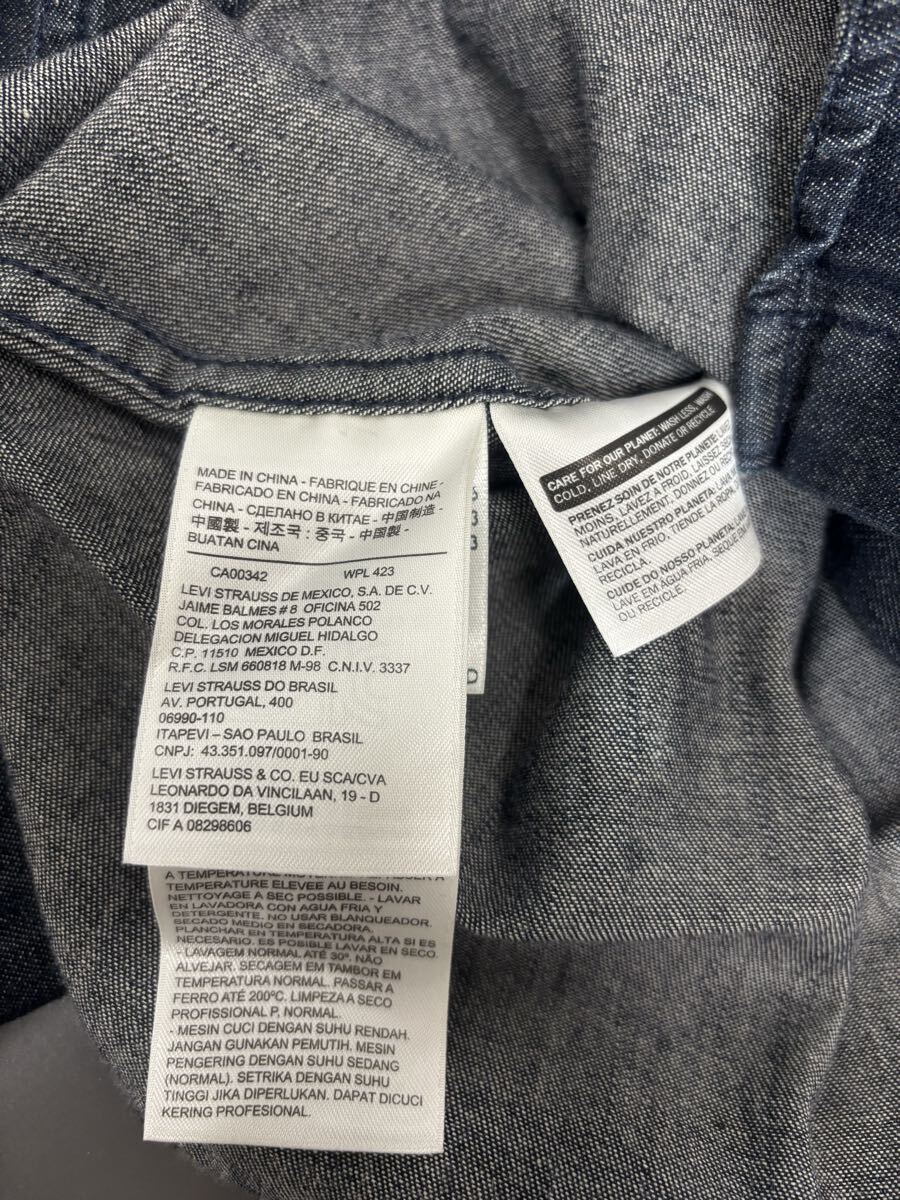 MADE IN CHINA - FABRIQUE EN CHINE -
FABRICADO EN CHINA - FABRICADO NA
CHINA - СДЕЛАНО В КИТАЕ - 中国制造 -
中國製 - 제조국 : 중국 - 中国製 -
BUATAN CINA
CA00342 WPL 423
LEVI STRAUSS DE MEXICO, S.A. DE C.V.
JAIME BALMES # 8 OFICINA 502
COL. LOS MORALES POLANCO
DELEGACION MIGUEL HIDALGO
C.P. 11510 MEXICO D.F.
R.F.C. LSM 660818 M-98 C.N.I.V. 3337
LEVI STRAUSS DO BRASIL
AV. PORTUGAL, 400
06990-110
ITAPEVI – SAO PAULO BRASIL
CNPJ: 43.351.097/0001-90
LEVI STRAUSS & CO. EU SCA/CVA
LEONARDO DA VINCILAAN, 19 - D
1831 DIEGEM, BELGIUM
CIF A 08298606
A TEMPERATURE
TEMPERATURE ELEVEE AU BESOIN.
NETTOYAGE A SEC POSSIBLE. - LAVAR
EN LAVADORA CON AGUA FRIA Y
DETERGENTE. NO USAR BLANQUEADOR.
SECADO MEDIO EN SECADORA.
PLANCHAR EN TEMPERATURA ALTA SI ES
NECESARIO. ES POSIBLE LAVAR EN SECO.
- LAVAGEM NORMAL ATÉ 30º. NÃO
ALVEJAR. SECAGEM EM TAMBOR EM
TEMPERATURA NORMAL. PASSAR A
FERRO ATÉ 200ºC. LIMPEZA A SECO
PROFISSIONAL P, NORMAL.
- MESIN CUCI DENGAN SUHU RENDAH.
JANGAN GUNAKAN PEMUTIH. MESIN
PENGERING DENGAN SUHU SEDANG
(NORMAL). SETRIKA DENGAN SUHU
TINGGI JIKA DIPERLUKAN. DAPAT DICUCI
KERING PROFESIONAL.
3
D
CARE FOR OUR PLANET: WASH LESS, WASH
COLD, LINE DRY, DONATE OR RECYCLE
PRENEZ SOIN DE NOTRE PLANETE:
MOINS, LAVEZ A FROID, LAISSEZ
NATURELLEMENT, DONNEZ OU
CUIDA NUESTRO PLANETA:
LAVA EN FRIO, TIENDE LA ROPA,
RECICLA.
CUIDE DO NOSSO PLANETA:
LAVE EM ÁGUA FRIA, SEQUE
OU RECICLE.